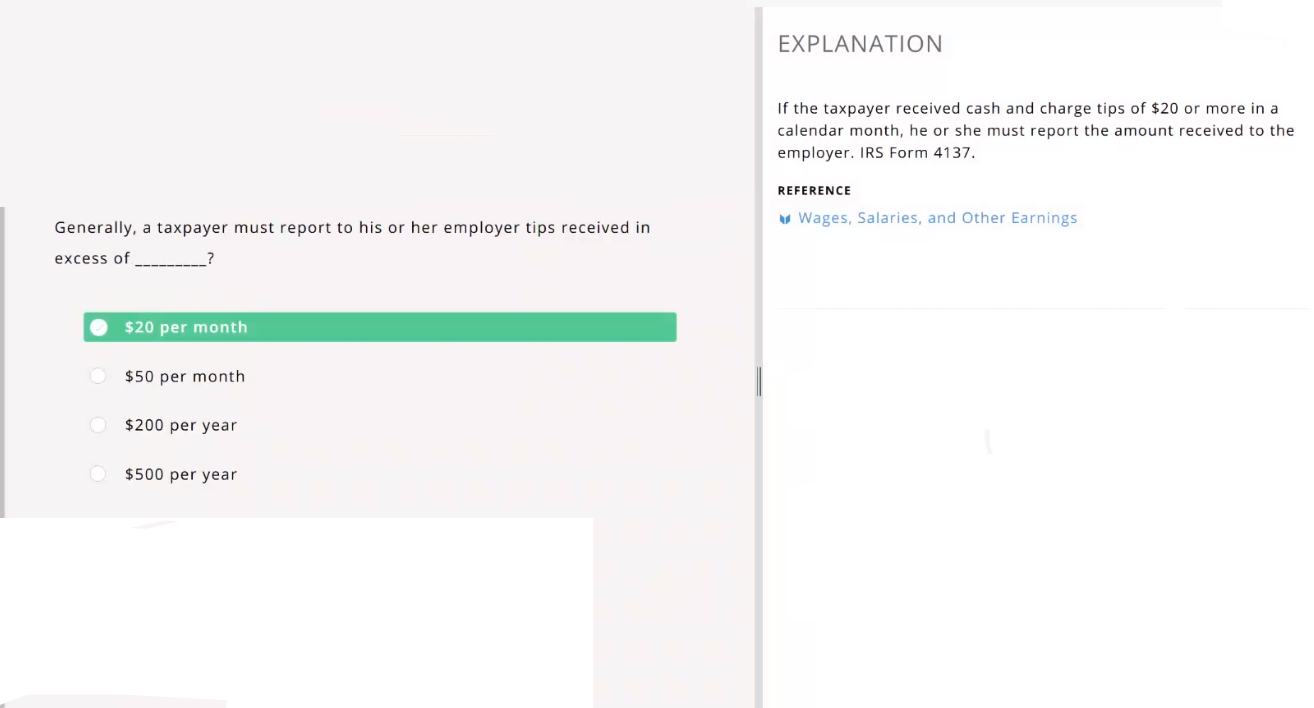 Generally, a taxpayer must report to his or her employer tips received in
excess of _________?
$20 per month
$50 per month
$200 per year
$500 per year
EXPLANATION
If the taxpayer received cash and charge tips of $20 or more in a
calendar month, he or she must report the amount received to the
employer. IRS Form 4137.
REFERENCE
Wages, Salaries, and Other Earnings